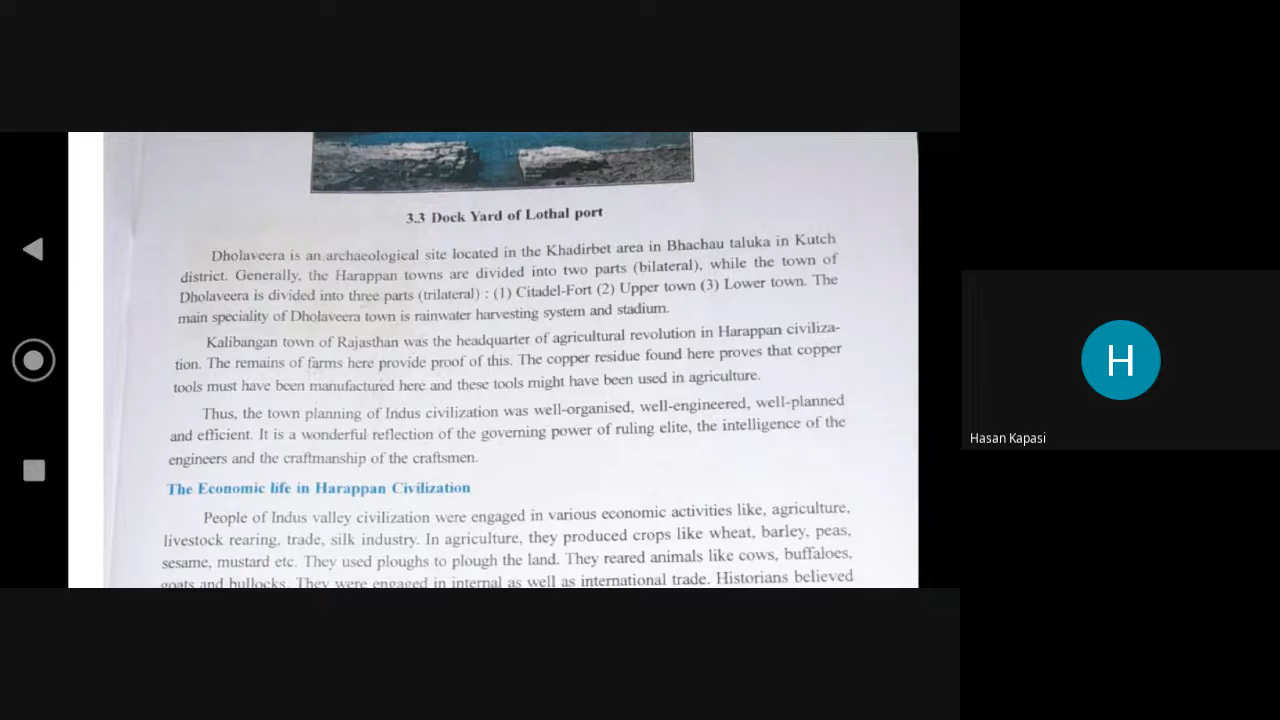 3.3 Dock Yard of Lothal port
Dholaveera is an archaeological site located in the Khadirbet area in Bhachau taluka in Kutch
district. Generally, the Harappan towns are divided into two parts (bilateral), while the town of
Dholaveera is divided into three parts (trilateral) : (1) Citadel-Fort (2) Upper town (3) Lower town. The
main speciality of Dholaveera town is rainwater harvesting system and stadium.
Kalibangan town of Rajasthan was the headquarter of agricultural revolution in Harappan civiliza-
tion. The remains of farms here provide proof of this. The copper residue found here proves that copper
tools must have been manufactured here and these tools might have been used in agriculture.
Thus, the town planning of Indus civilization was well-organised, well-engineered, well-planned
and efficient. It is a wonderful reflection of the governing power of ruling elite, the intelligence of the
engineers and the craftmanship of the craftsmen.
The Economic life in Harappan Civilization
People of Indus valley civilization were engaged in various economic activities like, agriculture,
livestock rearing, trade, silk industry. In agriculture, they produced crops like wheat, barley, peas,
sesame, mustard etc. They used ploughs to plough the land. They reared animals like cows, buffaloes,
goats and bullocks. They were engaged in internal as well as international trade. Historians believed
H
Hasan Kapasi